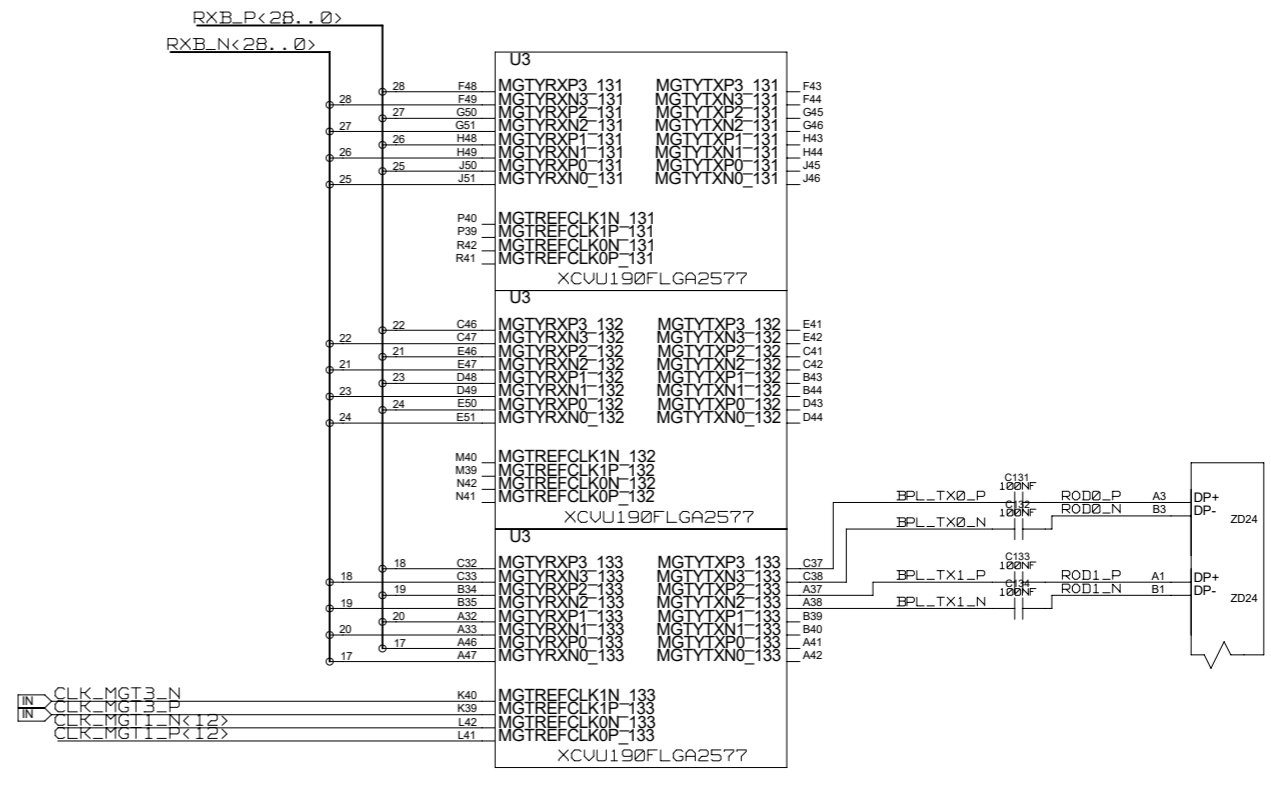 RXB_P<28..0>
RXB_N<28..0>
U3
28 F48 MGTYRXP3_131 MGTYTXP3_131 F43
28 F49 MGTYRXN3_131 MGTYTXN3_131 F44
27 G50 MGTYRXP2_131 MGTYTXP2_131 G45
27 G51 MGTYRXN2_131 MGTYTXN2_131 G46
26 H48 MGTYRXP1_131 MGTYTXP1_131 H43
26 H49 MGTYRXN1_131 MGTYTXN1_131 H44
25 J50 MGTYRXP0_131 MGTYTXP0_131 J45
25 J51 MGTYRXN0_131 MGTYTXN0_131 J46
P40 MGTREFCLK1N_131
P39 MGTREFCLK1P_131
R42 MGTREFCLK0N_131
R41 MGTREFCLK0P_131
XCVU190FLGA2577
U3
22 C46 MGTYRXP3_132 MGTYTXP3_132 E41
22 C47 MGTYRXN3_132 MGTYTXN3_132 E42
21 E46 MGTYRXP2_132 MGTYTXP2_132 C41
21 E47 MGTYRXN2_132 MGTYTXN2_132 C42
23 D48 MGTYRXP1_132 MGTYTXP1_132 B43
23 D49 MGTYRXN1_132 MGTYTXN1_132 B44
24 E50 MGTYRXP0_132 MGTYTXP0_132 D43
24 E51 MGTYRXN0_132 MGTYTXN0_132 D44
M40 MGTREFCLK1N_132
M39 MGTREFCLK1P_132
N42 MGTREFCLK0N_132
N41 MGTREFCLK0P_132
XCVU190FLGA2577
C131
100NF
BPL_TX0_P ROD0_P A3 DP+
C132
100NF
BPL_TX0_N ROD0_N B3 DP-
ZD24
U3
18 C32 MGTYRXP3_133 MGTYTXP3_133 C37
18 C33 MGTYRXN3_133 MGTYTXN3_133 C38
19 B34 MGTYRXP2_133 MGTYTXP2_133 A37
19 B35 MGTYRXN2_133 MGTYTXN2_133 A38
20 A32 MGTYRXP1_133 MGTYTXP1_133 B39
20 A33 MGTYRXN1_133 MGTYTXN1_133 B40
17 A46 MGTYRXP0_133 MGTYTXP0_133 A41
17 A47 MGTYRXN0_133 MGTYTXN0_133 A42
C133
100NF
BPL_TX1_P ROD1_P A1 DP+
C134
100NF
BPL_TX1_N ROD1_N B1 DP-
ZD24
IN CLK_MGT3_N K40 MGTREFCLK1N_133
IN CLK_MGT3_P K39 MGTREFCLK1P_133
CLK_MGT1_N<12> L42 MGTREFCLK0N_133
CLK_MGT1_P<12> L41 MGTREFCLK0P_133
XCVU190FLGA2577